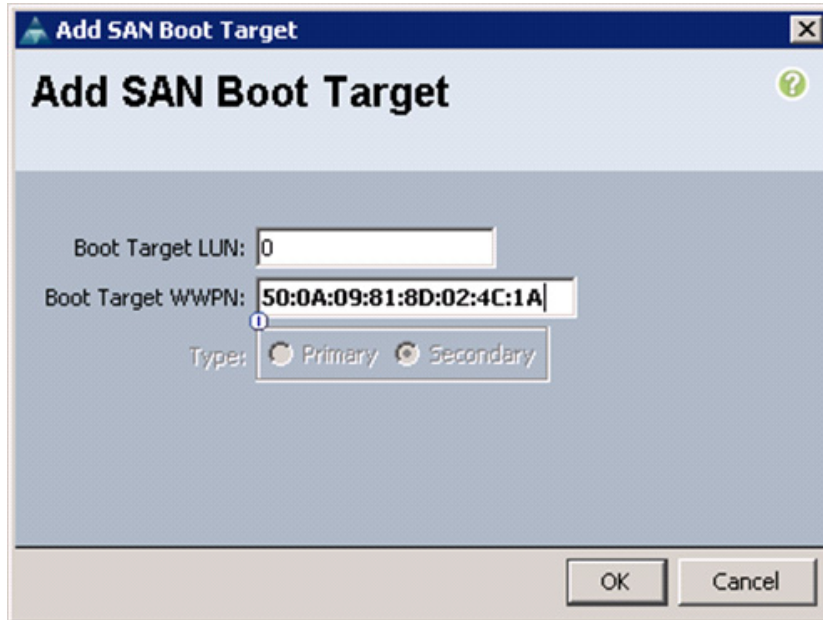 Add SAN Boot Target
Add SAN Boot Target
Boot Target LUN: 0
Boot Target WWPN: 50:0A:09:81:8D:02:4C:1A
Type: Primary Secondary
OK Cancel